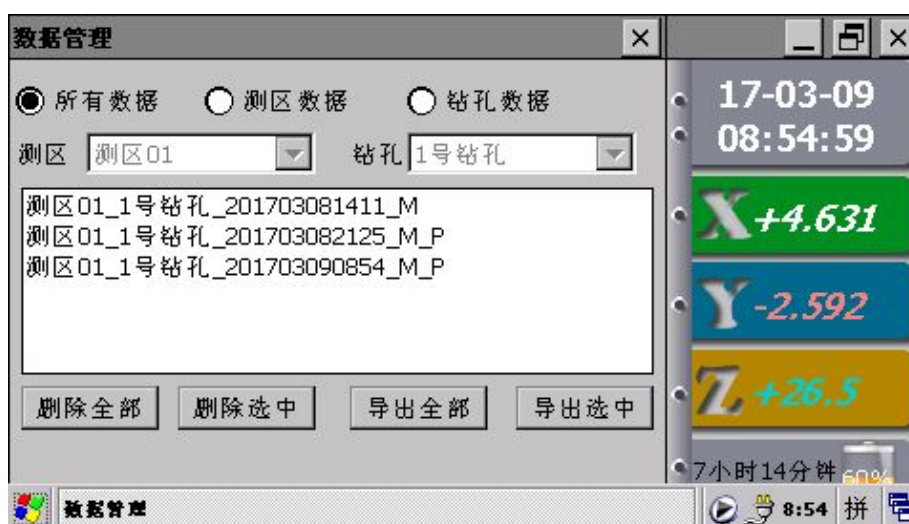 数据管理
所有数据 测区数据 钻孔数据
测区 测区01 钻孔 1号钻孔
测区01_1号钻孔_201703081411_M
测区01_1号钻孔_201703082125_M_P
测区01_1号钻孔_201703090854_M_P
删除全部 删除选中 导出全部 导出选中
17-03-09
08:54:59
X +4.631
Y -2.592
Z +26.5
7小时14分钟 60%
数据管理 8:54 拼